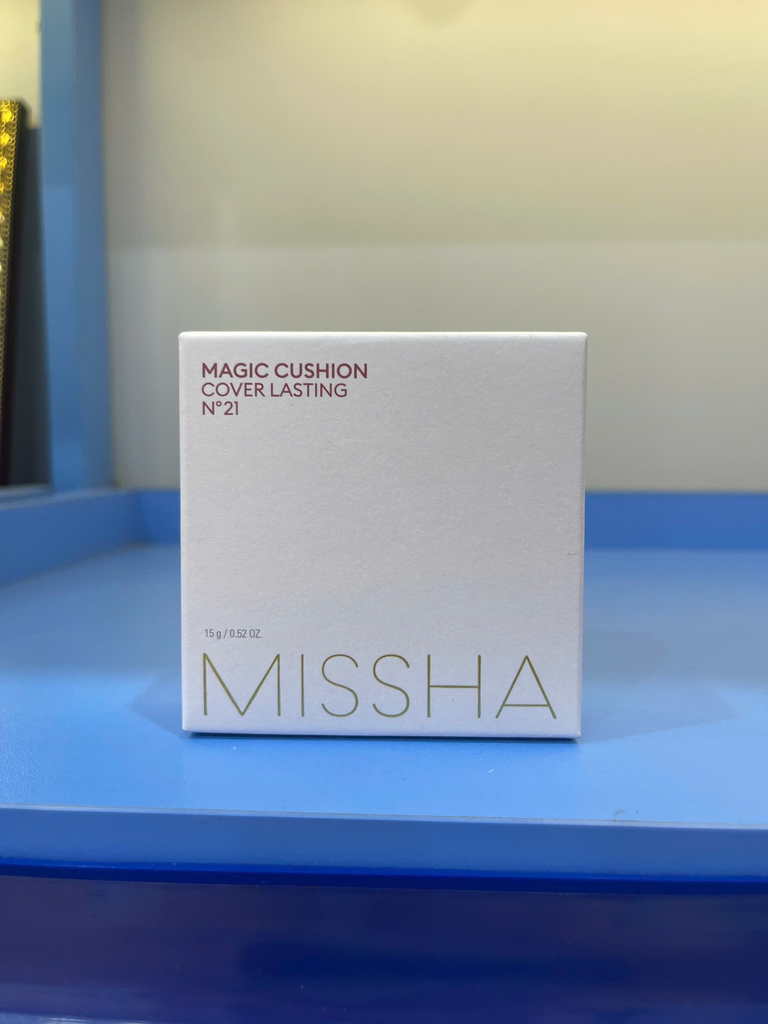 MAGIC CUSHION
COVER LASTING
N°21
15 g / 0.52 OZ.
MISSHA